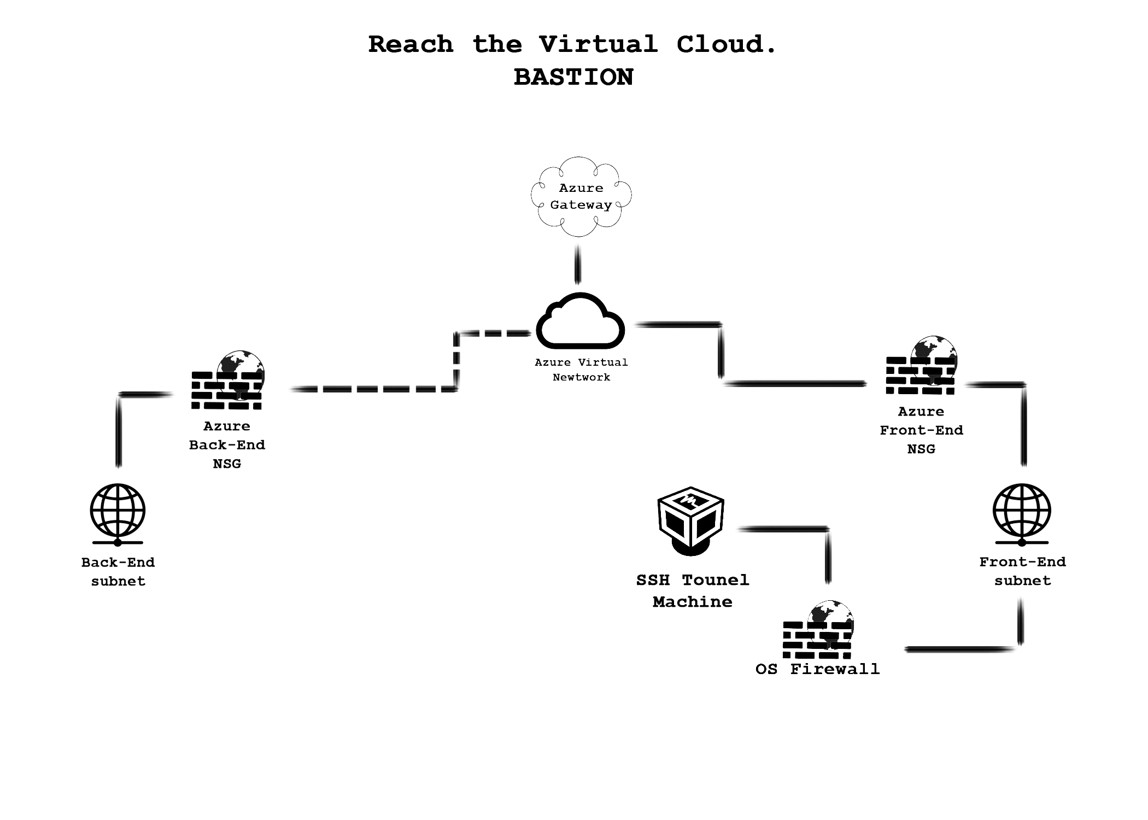 Reach the Virtual Cloud.
BASTION
Azure
Gateway
Azure Virtual
Newtwork
Azure
Back-End
NSG
Azure
Front-End
NSG
Back-End
subnet
SSH Tounel
Machine
Front-End
subnet
OS Firewall